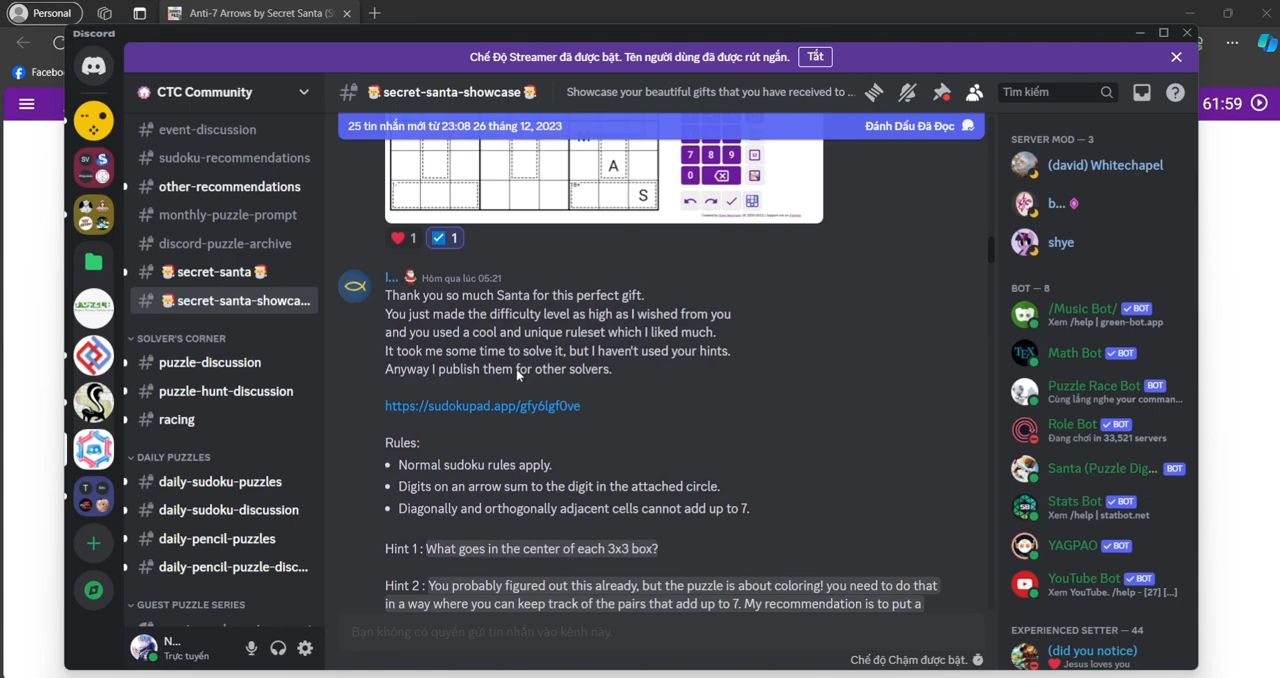 Personal
Anti-7 Arrows by Secret Santa (S
Discord
Faceboo
Chế Độ Streamer đã được bật. Tên người dùng đã được rút ngắn. Tắt
CTC Community
secret-santa-showcase
Showcase your beautiful gifts that you have received to ...
Tìm kiếm
61:59
25 tin nhắn mới từ 23:08 26 tháng 12, 2023
Đánh Dấu Đã Đọc
event-discussion
sudoku-recommendations
other-recommendations
monthly-puzzle-prompt
discord-puzzle-archive
secret-santa
secret-santa-showca...
SOLVER'S CORNER
puzzle-discussion
puzzle-hunt-discussion
racing
DAILY PUZZLES
daily-sudoku-puzzles
daily-sudoku-discussion
daily-pencil-puzzles
daily-pencil-puzzle-disc...
GUEST PUZZLE SERIES
N...
Trực tuyến
M
A
S
7 8 9
0
1
1
I... Hôm qua lúc 05:21
Thank you so much Santa for this perfect gift.
You just made the difficulty level as high as I wished from you
and you used a cool and unique ruleset which I liked much.
It took me some time to solve it, but I haven't used your hints.
Anyway I publish them for other solvers.
https://sudokupad.app/gfy6lgf0ve
Rules:
• Normal sudoku rules apply.
• Digits on an arrow sum to the digit in the attached circle.
• Diagonally and orthogonally adjacent cells cannot add up to 7.
Hint 1 : What goes in the center of each 3x3 box?
Hint 2 : You probably figured out this already, but the puzzle is about coloring! you need to do that
in a way where you can keep track of the pairs that add up to 7. My recommendation is to put a
Bạn không có quyền gửi tin nhắn vào kênh này.
Chế độ Chậm được bật.
SERVER MOD — 3
(david) Whitechapel
b...
shye
BOT — 8
/Music Bot/ BOT
Xem /help | green-bot.app
Math Bot BOT
Puzzle Race Bot BOT
Cùng lắng nghe your comman...
Role Bot BOT
Đang chơi in 33,521 servers
Santa (Puzzle Dig... BOT
Stats Bot BOT
Xem /help | statbot.net
YAGPAO BOT
YouTube Bot BOT
Xem YouTube. /help - [27] [...]
EXPERIENCED SETTER — 44
(did you notice)
Jesus loves you